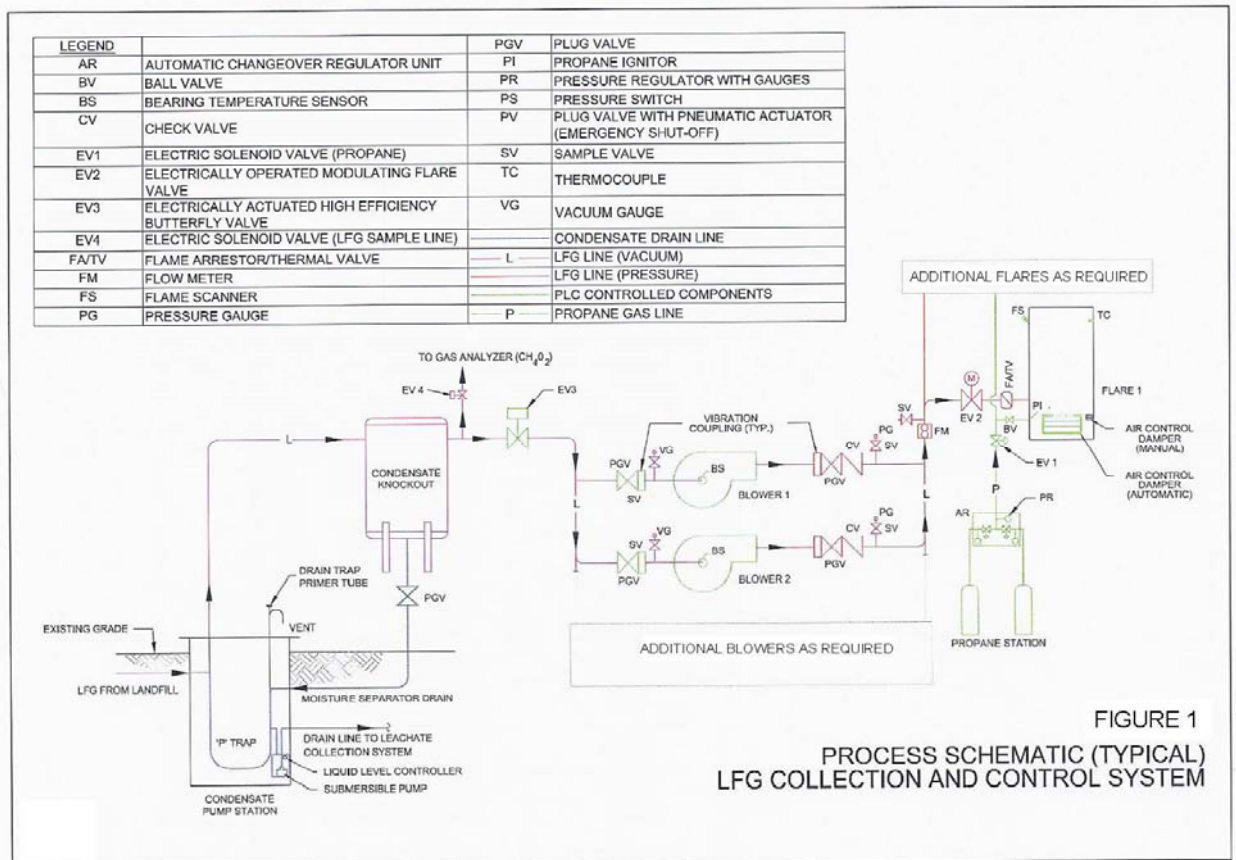 LEGEND
AR AUTOMATIC CHANGEOVER REGULATOR UNIT
BV BALL VALVE
BS BEARING TEMPERATURE SENSOR
CV CHECK VALVE
EV1 ELECTRIC SOLENOID VALVE (PROPANE)
EV2 ELECTRICALLY OPERATED MODULATING FLARE
VALVE
EV3 ELECTRICALLY ACTUATED HIGH EFFICIENCY
BUTTERFLY VALVE
EV4 ELECTRIC SOLENOID VALVE (LFG SAMPLE LINE)
FA/TV FLAME ARRESTOR/THERMAL VALVE
FM FLOW METER
FS FLAME SCANNER
PG PRESSURE GAUGE
PGV PLUG VALVE
PI PROPANE IGNITOR
PR PRESSURE REGULATOR WITH GAUGES
PS PRESSURE SWITCH
PV PLUG VALVE WITH PNEUMATIC ACTUATOR
(EMERGENCY SHUT-OFF)
SV SAMPLE VALVE
TC THERMOCOUPLE
VG VACUUM GAUGE
CONDENSATE DRAIN LINE
L LFG LINE (VACUUM)
LFG LINE (PRESSURE)
PLC CONTROLLED COMPONENTS
P PROPANE GAS LINE
ADDITIONAL FLARES AS REQUIRED
FS
TC
FA/TV
M
EV 2
FLARE 1
PI
BV
AIR CONTROL
DAMPER
(MANUAL)
AIR CONTROL
DAMPER
(AUTOMATIC)
EV 1
P
AR
PR
PROPANE STATION
TO GAS ANALYZER (CH4O2)
EV 4
EV3
L
CONDENSATE
KNOCKOUT
VIBRATION
COUPLING (TYP.)
PGV
VG
SV
BS
BLOWER 1
PGV
CV
PG
SV
SV
FM
L
L
SV
VG
PGV
BS
BLOWER 2
PGV
CV
PG
SV
ADDITIONAL BLOWERS AS REQUIRED
DRAIN TRAP
PRIMER TUBE
PGV
VENT
EXISTING GRADE
LFG FROM LANDFILL
MOISTURE SEPARATOR DRAIN
'P' TRAP
DRAIN LINE TO LEACHATE
COLLECTION SYSTEM
LIQUID LEVEL CONTROLLER
SUBMERSIBLE PUMP
CONDENSATE
PUMP STATION
FIGURE 1
PROCESS SCHEMATIC (TYPICAL)
LFG COLLECTION AND CONTROL SYSTEM